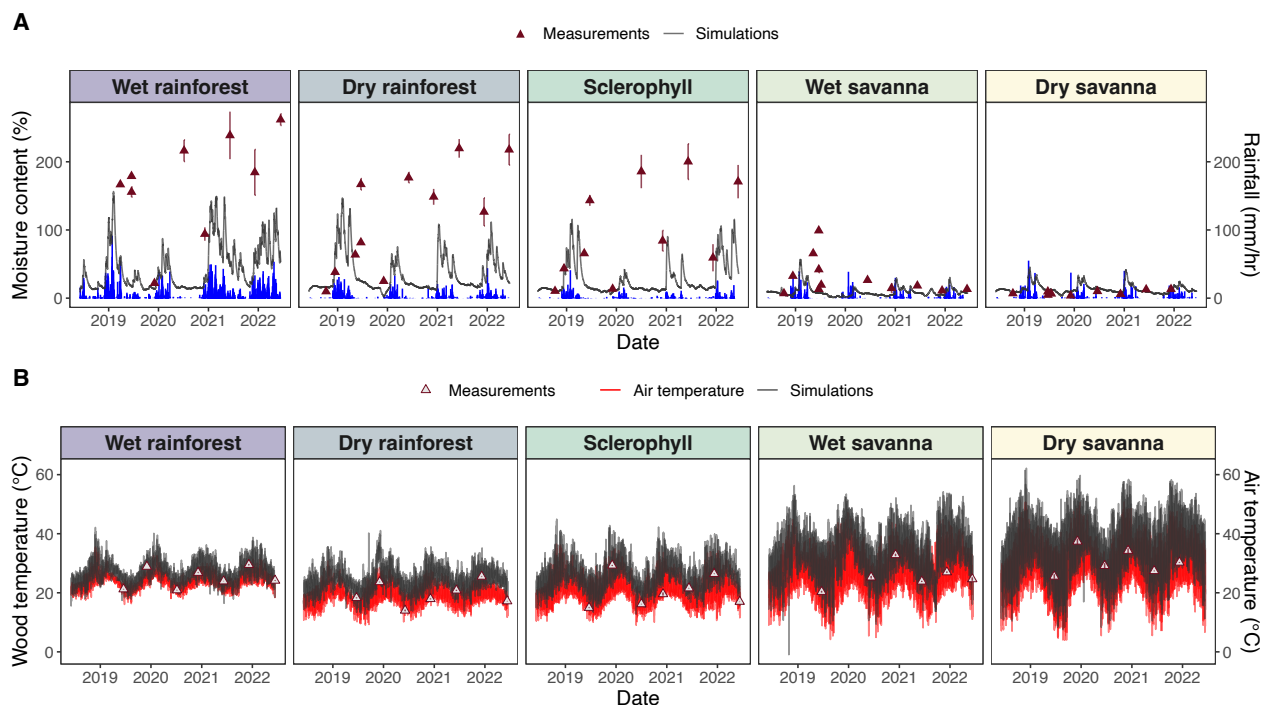 A
Measurements Simulations
Wet rainforest Dry rainforest Sclerophyll Wet savanna Dry savanna
Moisture content (%)
200
100
0
Rainfall (mm/hr)
200
100
0
2019 2020 2021 2022 2019 2020 2021 2022 2019 2020 2021 2022 2019 2020 2021 2022 2019 2020 2021 2022
Date
B
Measurements Air temperature Simulations
Wet rainforest Dry rainforest Sclerophyll Wet savanna Dry savanna
Wood temperature (°C)
60
40
20
0
Air temperature (°C)
60
40
20
0
2019 2020 2021 2022 2019 2020 2021 2022 2019 2020 2021 2022 2019 2020 2021 2022 2019 2020 2021 2022
Date